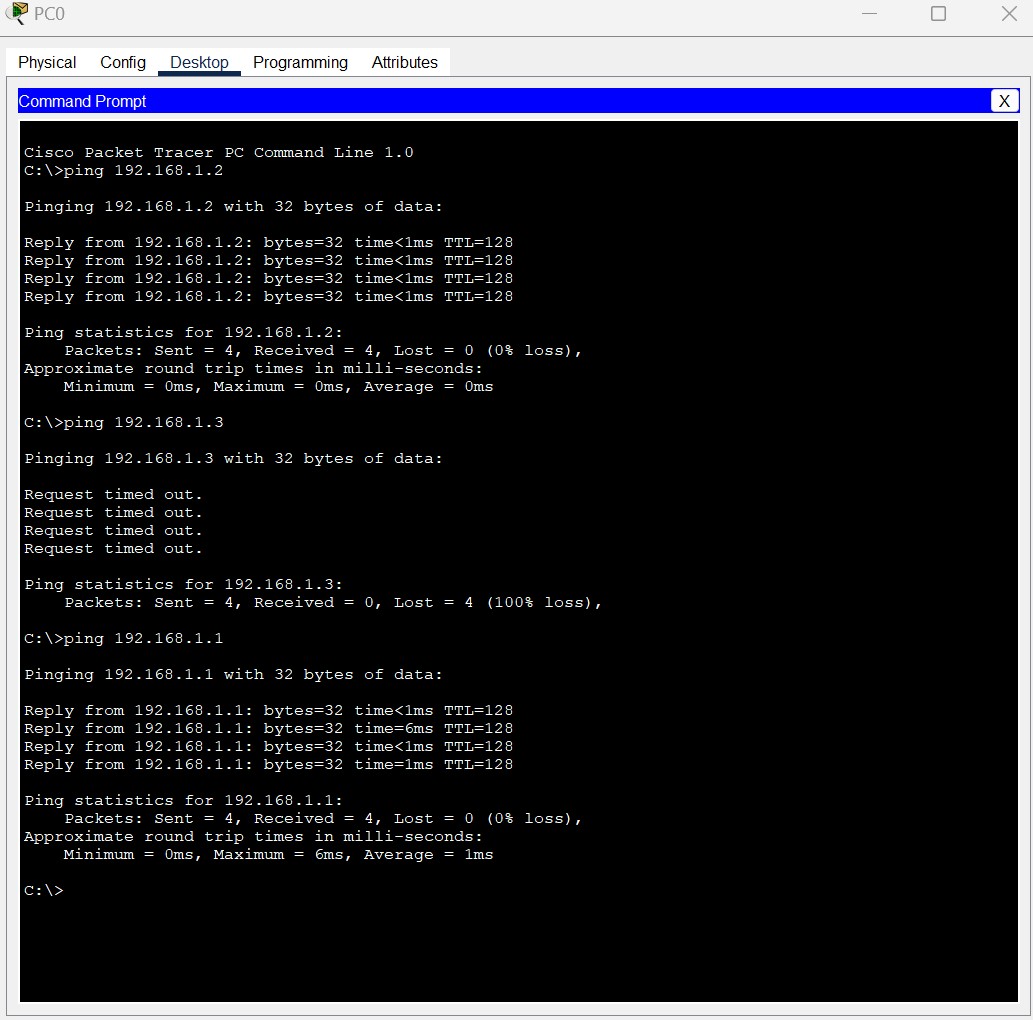 PC0
Physical Config Desktop Programming Attributes
Command Prompt
X
Cisco Packet Tracer PC Command Line 1.0
C:\>ping 192.168.1.2
Pinging 192.168.1.2 with 32 bytes of data:
Reply from 192.168.1.2: bytes=32 time<1ms TTL=128
Reply from 192.168.1.2: bytes=32 time<1ms TTL=128
Reply from 192.168.1.2: bytes=32 time<1ms TTL=128
Reply from 192.168.1.2: bytes=32 time<1ms TTL=128
Ping statistics for 192.168.1.2:
Packets: Sent = 4, Received = 4, Lost = 0 (0% loss),
Approximate round trip times in milli-seconds:
Minimum = 0ms, Maximum = 0ms, Average = 0ms
C:\>ping 192.168.1.3
Pinging 192.168.1.3 with 32 bytes of data:
Request timed out.
Request timed out.
Request timed out.
Request timed out.
Ping statistics for 192.168.1.3:
Packets: Sent = 4, Received = 0, Lost = 4 (100% loss),
C:\>ping 192.168.1.1
Pinging 192.168.1.1 with 32 bytes of data:
Reply from 192.168.1.1: bytes=32 time<1ms TTL=128
Reply from 192.168.1.1: bytes=32 time=6ms TTL=128
Reply from 192.168.1.1: bytes=32 time<1ms TTL=128
Reply from 192.168.1.1: bytes=32 time=1ms TTL=128
Ping statistics for 192.168.1.1:
Packets: Sent = 4, Received = 4, Lost = 0 (0% loss),
Approximate round trip times in milli-seconds:
Minimum = 0ms, Maximum = 6ms, Average = 1ms
C:\>